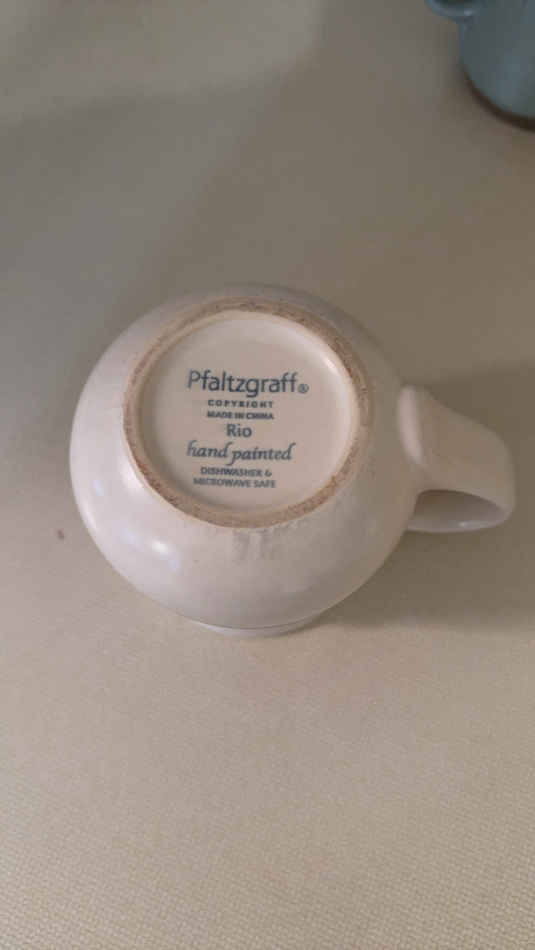 Pfaltzgraff®
COPYRIGHT
MADE IN CHINA
Rio
hand painted
DISHWASHER &
MICROWAVE SAFE